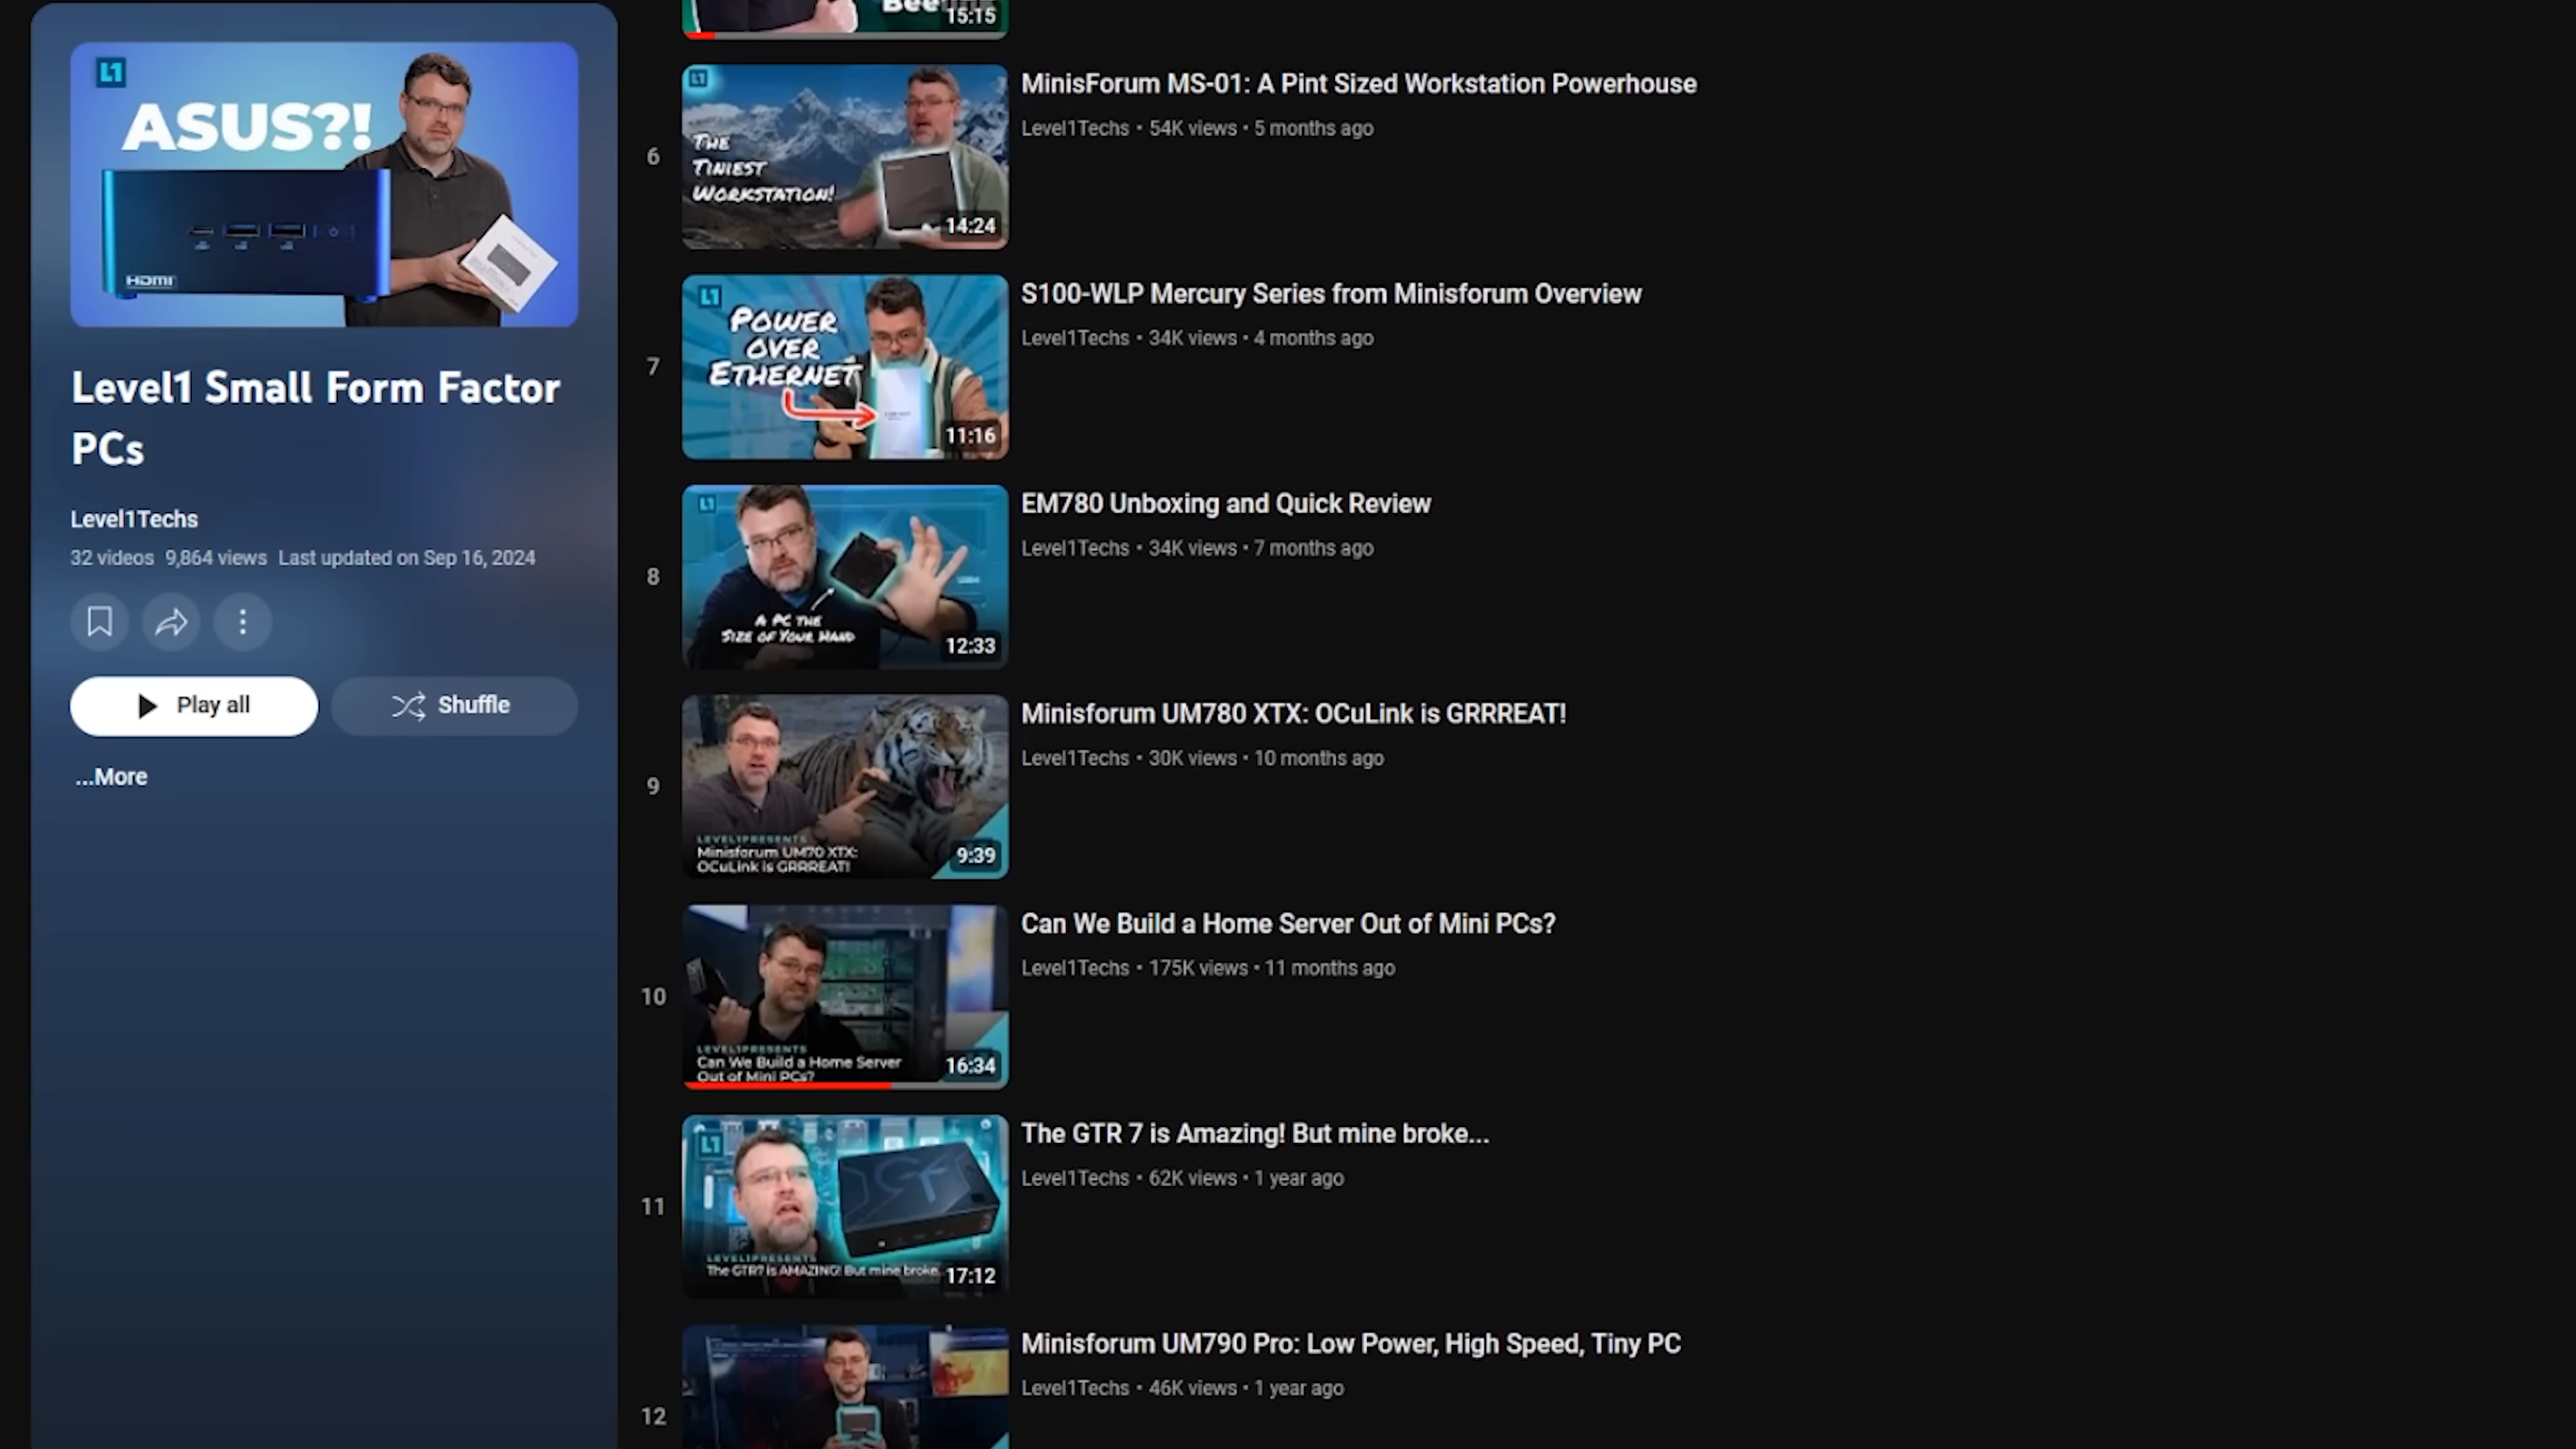 L1
ASUS?!
HDMI
Level1 Small Form Factor
PCs
Level1Techs
32 videos 9,864 views Last updated on Sep 16, 2024
Play all
Shuffle
...More
15:15
6
L1
THE
TINIEST
WORKSTATION!
14:24
MinisForum MS-01: A Pint Sized Workstation Powerhouse
Level1Techs • 54K views • 5 months ago
7
L1
POWER
OVER
ETHERNET
11:16
S100-WLP Mercury Series from Minisforum Overview
Level1Techs • 34K views • 4 months ago
8
L1
A PC THE
SIZE OF YOUR HAND
12:33
EM780 Unboxing and Quick Review
Level1Techs • 34K views • 7 months ago
9
LEVEL1PRESENTS
Minisforum UM70 XTX:
OCuLink is GRRREAT!
9:39
Minisforum UM780 XTX: OCuLink is GRRREAT!
Level1Techs • 30K views • 10 months ago
10
LEVEL1PRESENTS
Can We Build a Home Server
Out of Mini PCs?
16:34
Can We Build a Home Server Out of Mini PCs?
Level1Techs • 175K views • 11 months ago
11
L1
GT
LEVEL1PRESENTS
The GTR7 is AMAZING! But mine broke
17:12
The GTR 7 is Amazing! But mine broke...
Level1Techs • 62K views • 1 year ago
12
Minisforum UM790 Pro: Low Power, High Speed, Tiny PC
Level1Techs • 46K views • 1 year ago